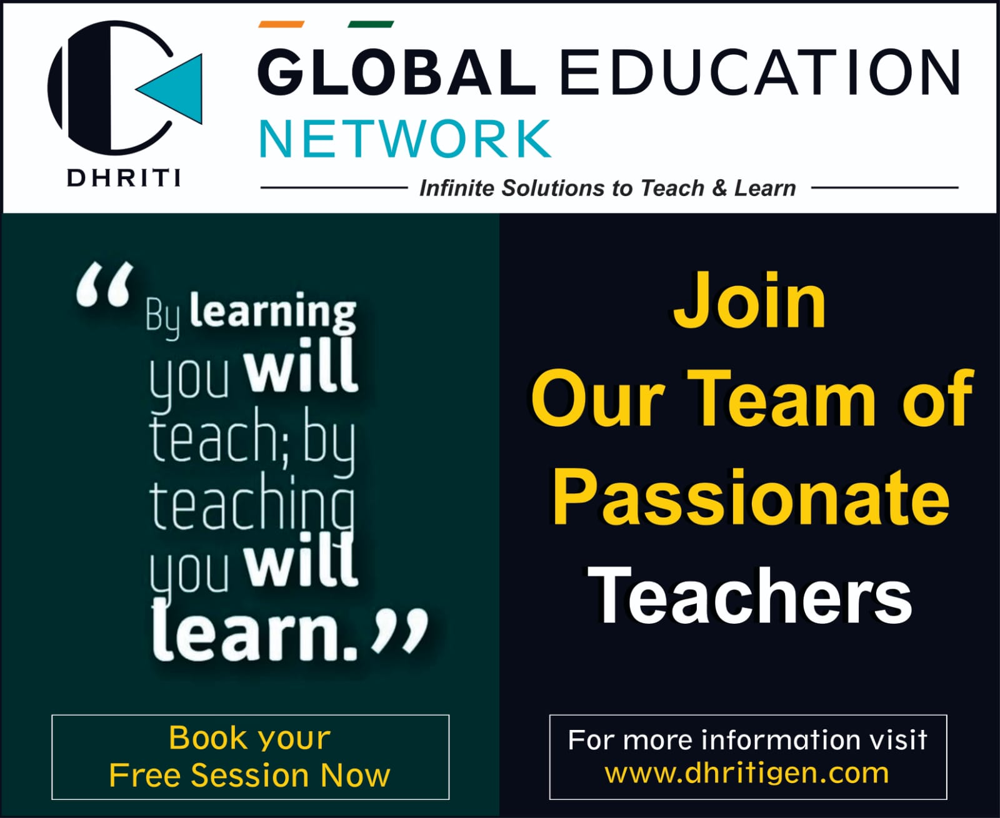 DHRITI
GLOBAL EDUCATION
NETWORK
Infinite Solutions to Teach & Learn
“By learning
you will
teach; by
teaching
you will
learn.”
Book your
Free Session Now
Join
Our Team of
Passionate
Teachers
For more information visit
www.dhritigen.com